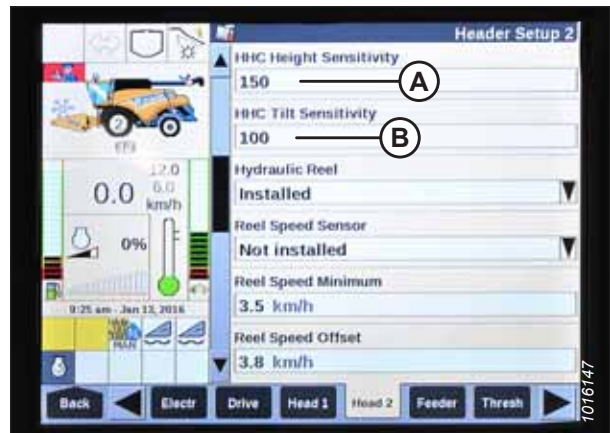 Header Setup 2
HHC Height Sensitivity
150
A
HHC Tilt Sensitivity
100
B
Hydraulic Reel
Installed
Reel Speed Sensor
Not installed
Reel Speed Minimum
3.5 km/h
Reel Speed Offset
3.8 km/h
2
12.0
6.0
0.0 km/h
0%
9:25 am - Jan 13, 2016
MAN
Back
Electr
Drive
Head 1
Head 2
Feeder
Thresh
1016147